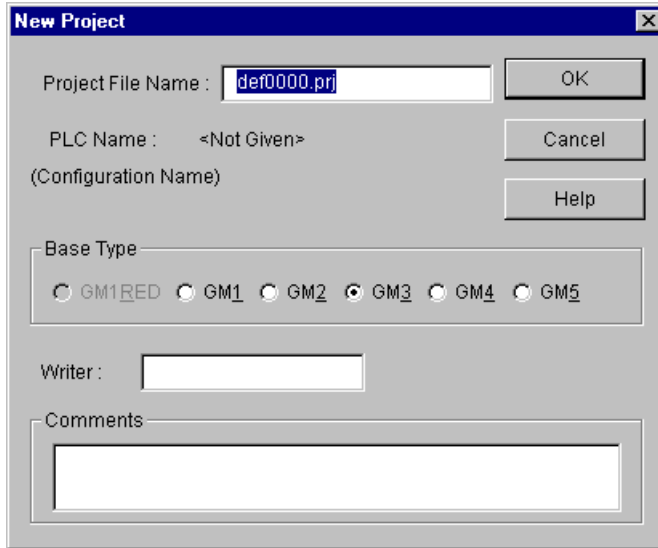 New Project
Project File Name : def0000.prj
OK
PLC Name : <Not Given>
Cancel
(Configuration Name)
Help
Base Type
GM1RED GM1 GM2 GM3 GM4 GM5
Writer :
Comments